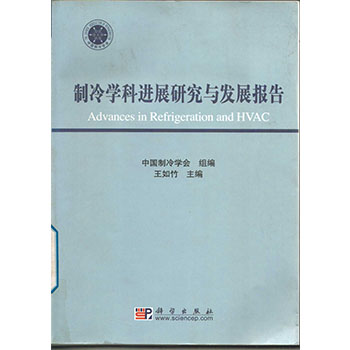 制冷学科进展研究与发展报告
Advances in Refrigeration and HVAC
中国制冷学会 组编
王如竹 主编
科学出版社
www.sciencep.com